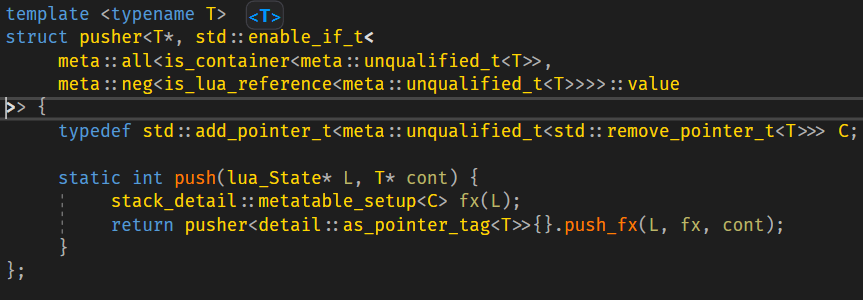 template <typename T> <T>
struct pusher<T*, std::enable_if_t<
    meta::all<is_container<meta::unqualified_t<T>>,
    meta::neg<is_lua_reference<meta::unqualified_t<T>>>>::value
>> {
    typedef std::add_pointer_t<meta::unqualified_t<std::remove_pointer_t<T>>> C;
    static int push(lua_State* L, T* cont) {
        stack_detail::metatable_setup<C> fx(L);
        return pusher<detail::as_pointer_tag<T>>{}.push_fx(L, fx, cont);
    }
};